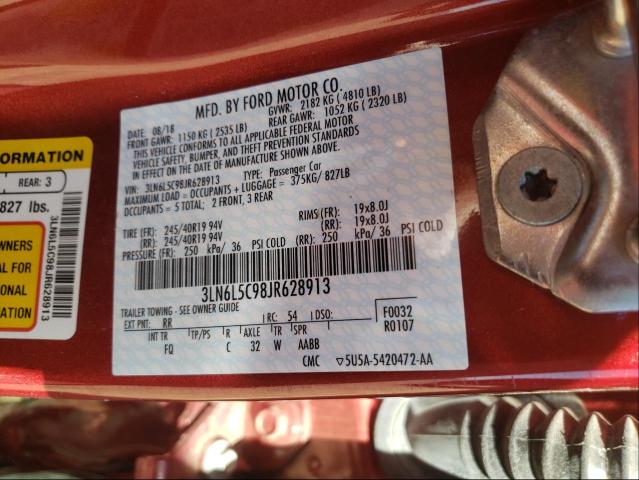 MFD. BY FORD MOTOR CO.
DATE: 08/18 GVWR: 2182 KG ( 4810 LB)
FRONT GAWR: 1150 KG ( 2535 LB) REAR GAWR: 1052 KG ( 2320 LB)
THIS VEHICLE CONFORMS TO ALL APPLICABLE FEDERAL MOTOR
VEHICLE SAFETY, BUMPER, AND THEFT PREVENTION STANDARDS
IN EFFECT ON THE DATE OF MANUFACTURE SHOWN ABOVE.
VIN: 3LN6L5C98JR628913 TYPE: Passenger Car
MAXIMUM LOAD = OCCUPANTS + LUGGAGE = 375KG/ 827LB
OCCUPANTS = 5 TOTAL; 2 FRONT, 3 REAR
TIRE (FR): 245/40R19 94V RIMS (FR): 19x8.0J
(RR): 245/40R19 94V (RR): 19x8.0J
PRESSURE (FR): 250 kPa/ 36 PSI COLD (RR): 250 kPa/ 36 PSI COLD
3LN6L5C98JR628913
TRAILER TOWING - SEE OWNER GUIDE
EXT PNT: RR RC: 54 DSO: F0032
INT TR TP/PS R AXLE TR SPR R0107
FQ C 32 W AABB
CMC ▽5U5A-5420472-AA
FORMATION
REAR: 3
827 lbs.
OWNERS
FOR
IONAL
ATION
3LN6L5C98JR628913